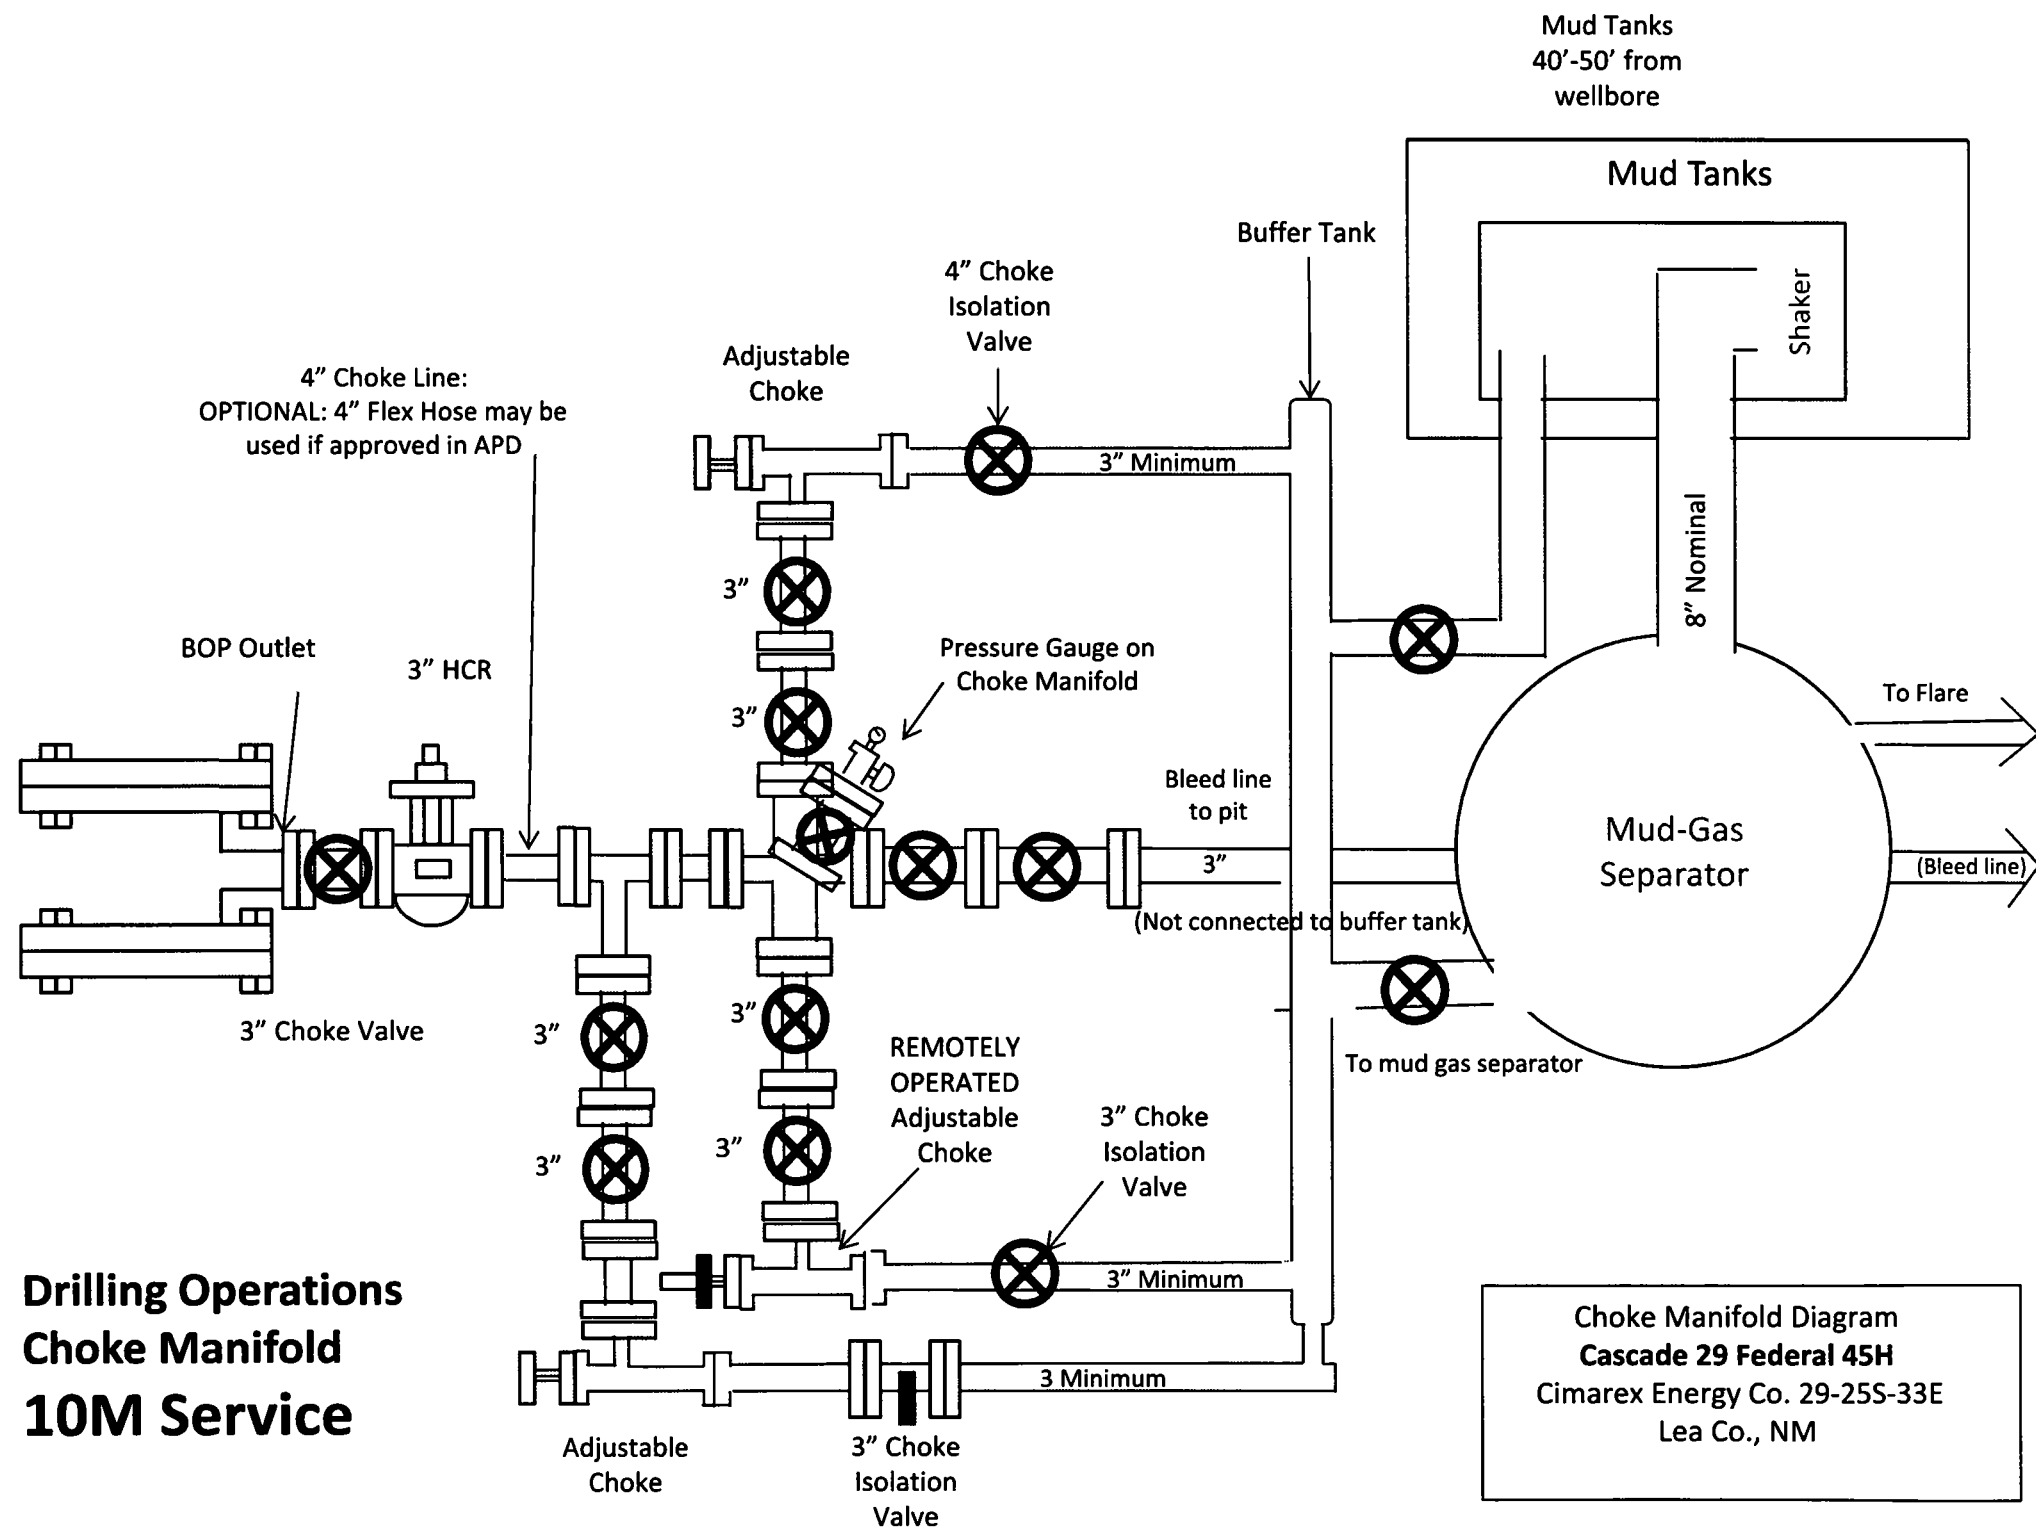 Mud Tanks
40’-50’ from
wellbore
Mud Tanks
Shaker
Buffer Tank
4” Choke
Isolation
Valve
Adjustable
Choke
4” Choke Line:
OPTIONAL: 4” Flex Hose may be
used if approved in APD
3” Minimum
8” Nominal
3”
BOP Outlet
3” HCR
Pressure Gauge on
Choke Manifold
3”
To Flare
Bleed line
to pit
3”
Mud-Gas
Separator
(Bleed line)
(Not connected to buffer tank)
3” Choke Valve
3”
3”
To mud gas separator
REMOTELY
OPERATED
Adjustable
Choke
3” Choke
Isolation
Valve
3”
3”
3” Minimum
Drilling Operations
Choke Manifold
10M Service
3 Minimum
Adjustable
Choke
3” Choke
Isolation
Valve
Choke Manifold Diagram
Cascade 29 Federal 45H
Cimarex Energy Co. 29-25S-33E
Lea Co., NM